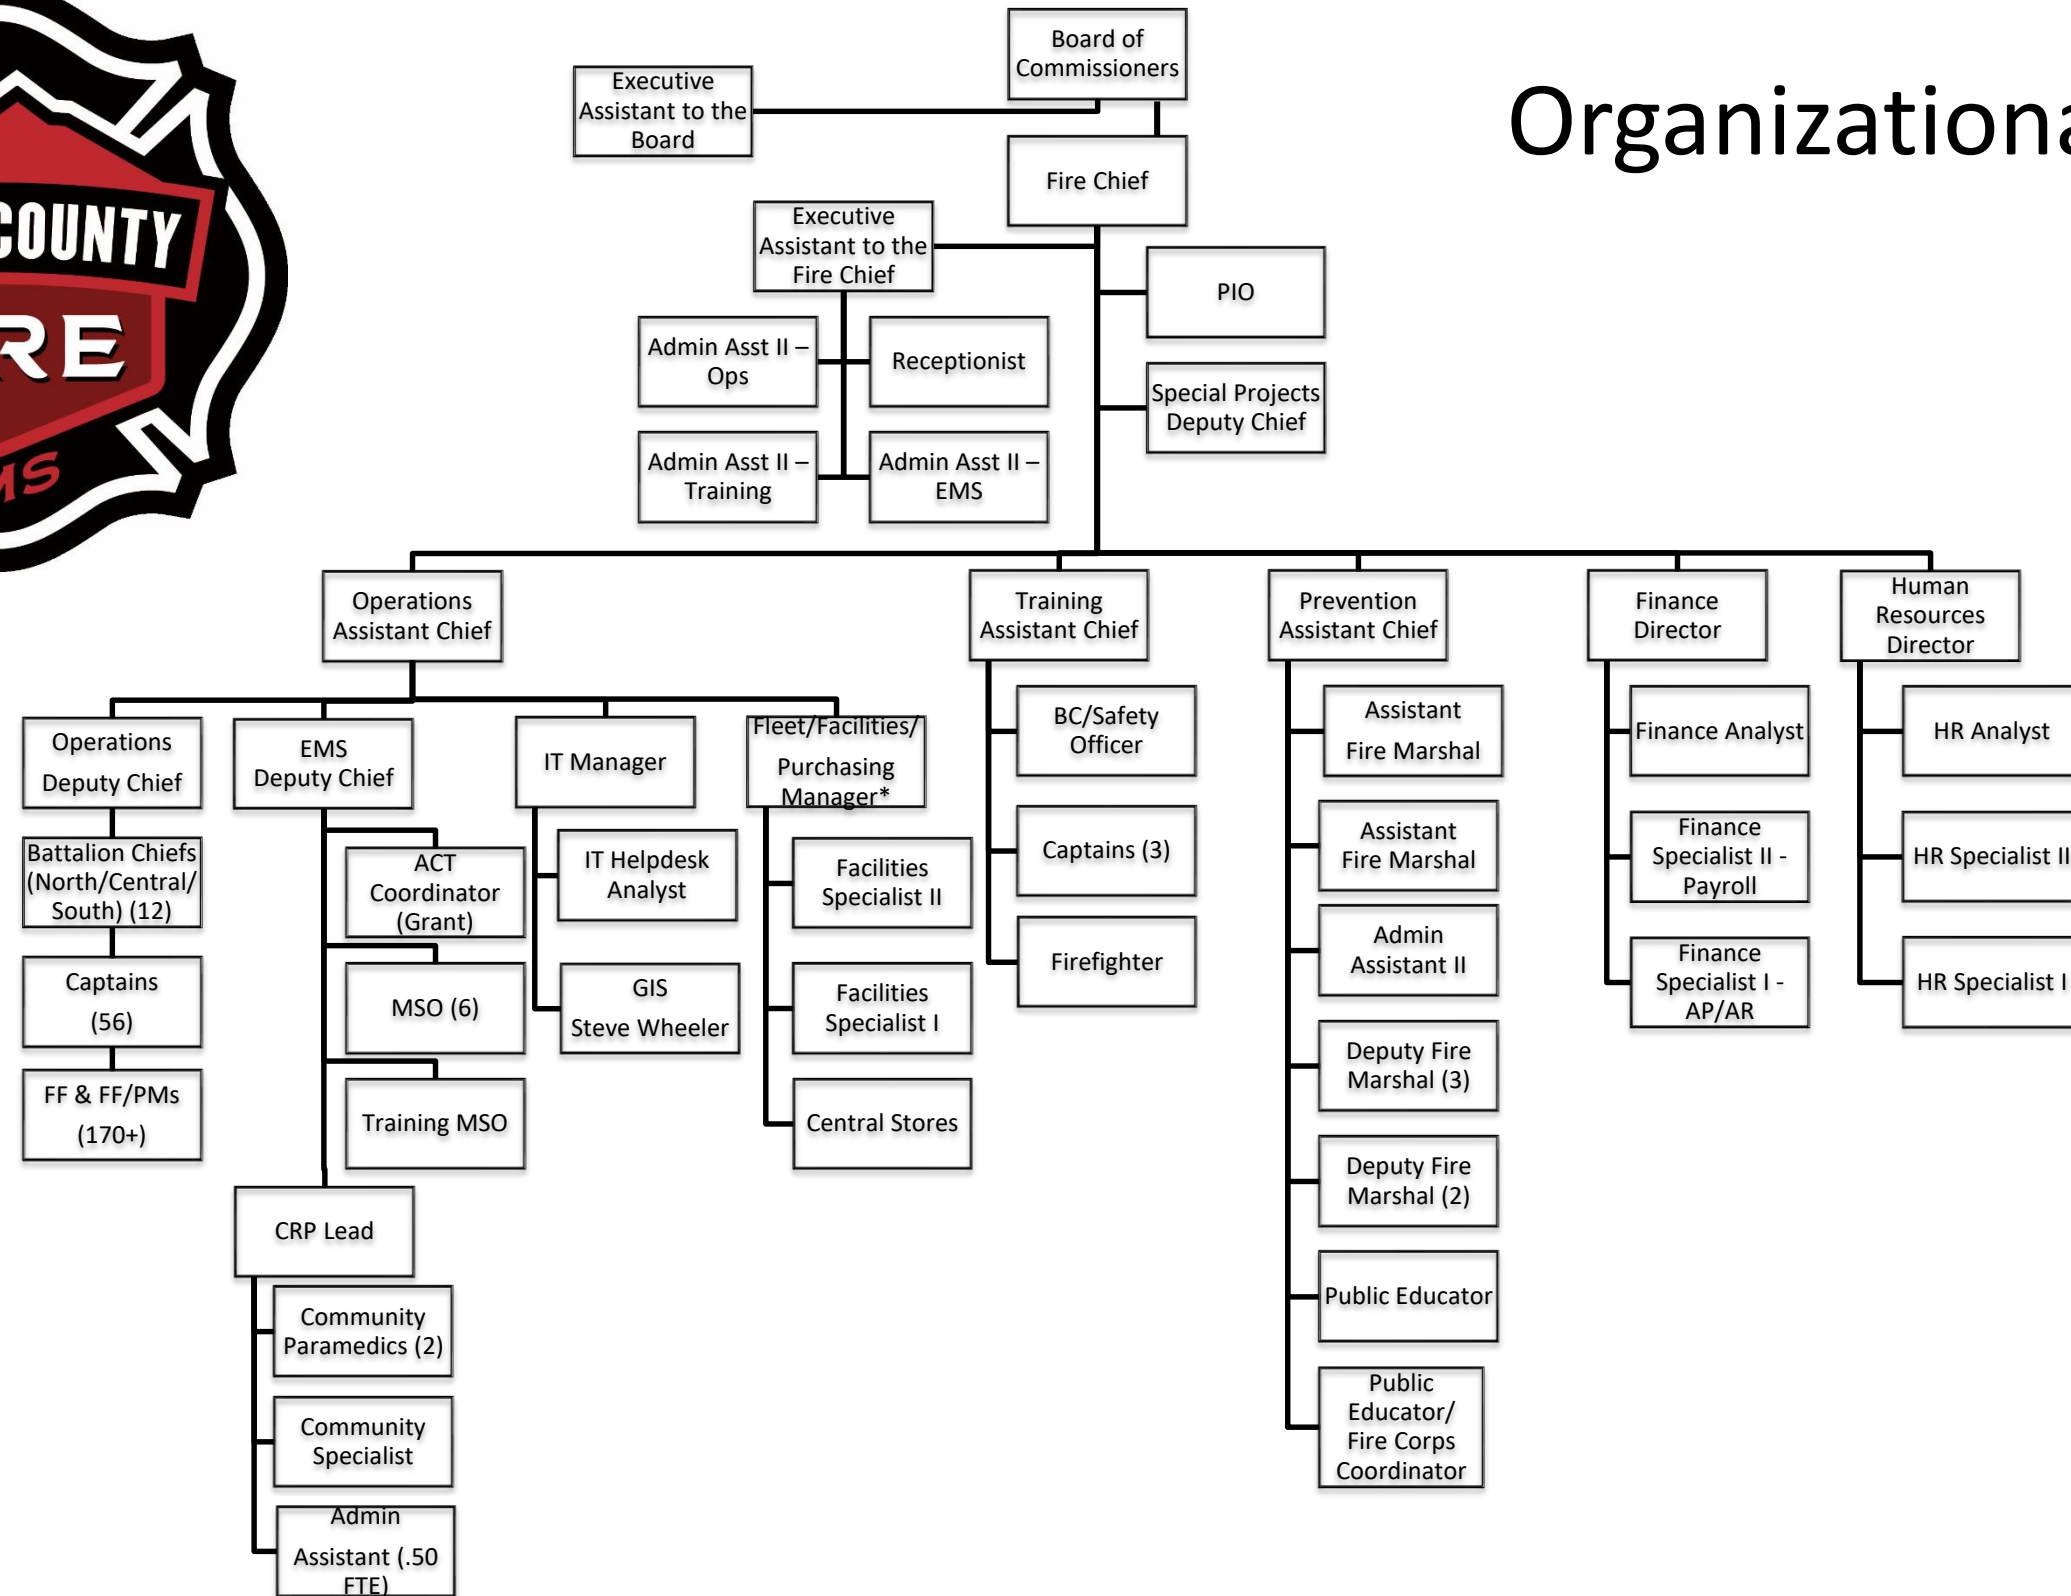 COUNTY
Organizational
Board of
Commissioners
Executive
Assistant to the
Board
Fire Chief
Executive
Assistant to the
Fire Chief
PIO
Admin Asst II –
Ops
Receptionist
Special Projects
Deputy Chief
Admin Asst II –
Training
Admin Asst II –
EMS
Operations
Assistant Chief
Training
Assistant Chief
Prevention
Assistant Chief
Finance
Director
Human
Resources
Director
Operations
Deputy Chief
Battalion Chiefs
(North/Central/
South) (12)
Captains
(56)
FF & FF/PMs
(170+)
EMS
Deputy Chief
ACT
Coordinator
(Grant)
MSO (6)
Training MSO
CRP Lead
Community
Paramedics (2)
Community
Specialist
Admin
Assistant (.50
FTE)
IT Manager
IT Helpdesk
Analyst
GIS
Steve Wheeler
Fleet/Facilities/
Purchasing
Manager*
Facilities
Specialist II
Facilities
Specialist I
Central Stores
BC/Safety
Officer
Captains (3)
Firefighter
Assistant
Fire Marshal
Assistant
Fire Marshal
Admin
Assistant II
Deputy Fire
Marshal (3)
Deputy Fire
Marshal (2)
Public Educator
Public
Educator/
Fire Corps
Coordinator
Finance Analyst
Finance
Specialist II -
Payroll
Finance
Specialist I -
AP/AR
HR Analyst
HR Specialist II
HR Specialist I